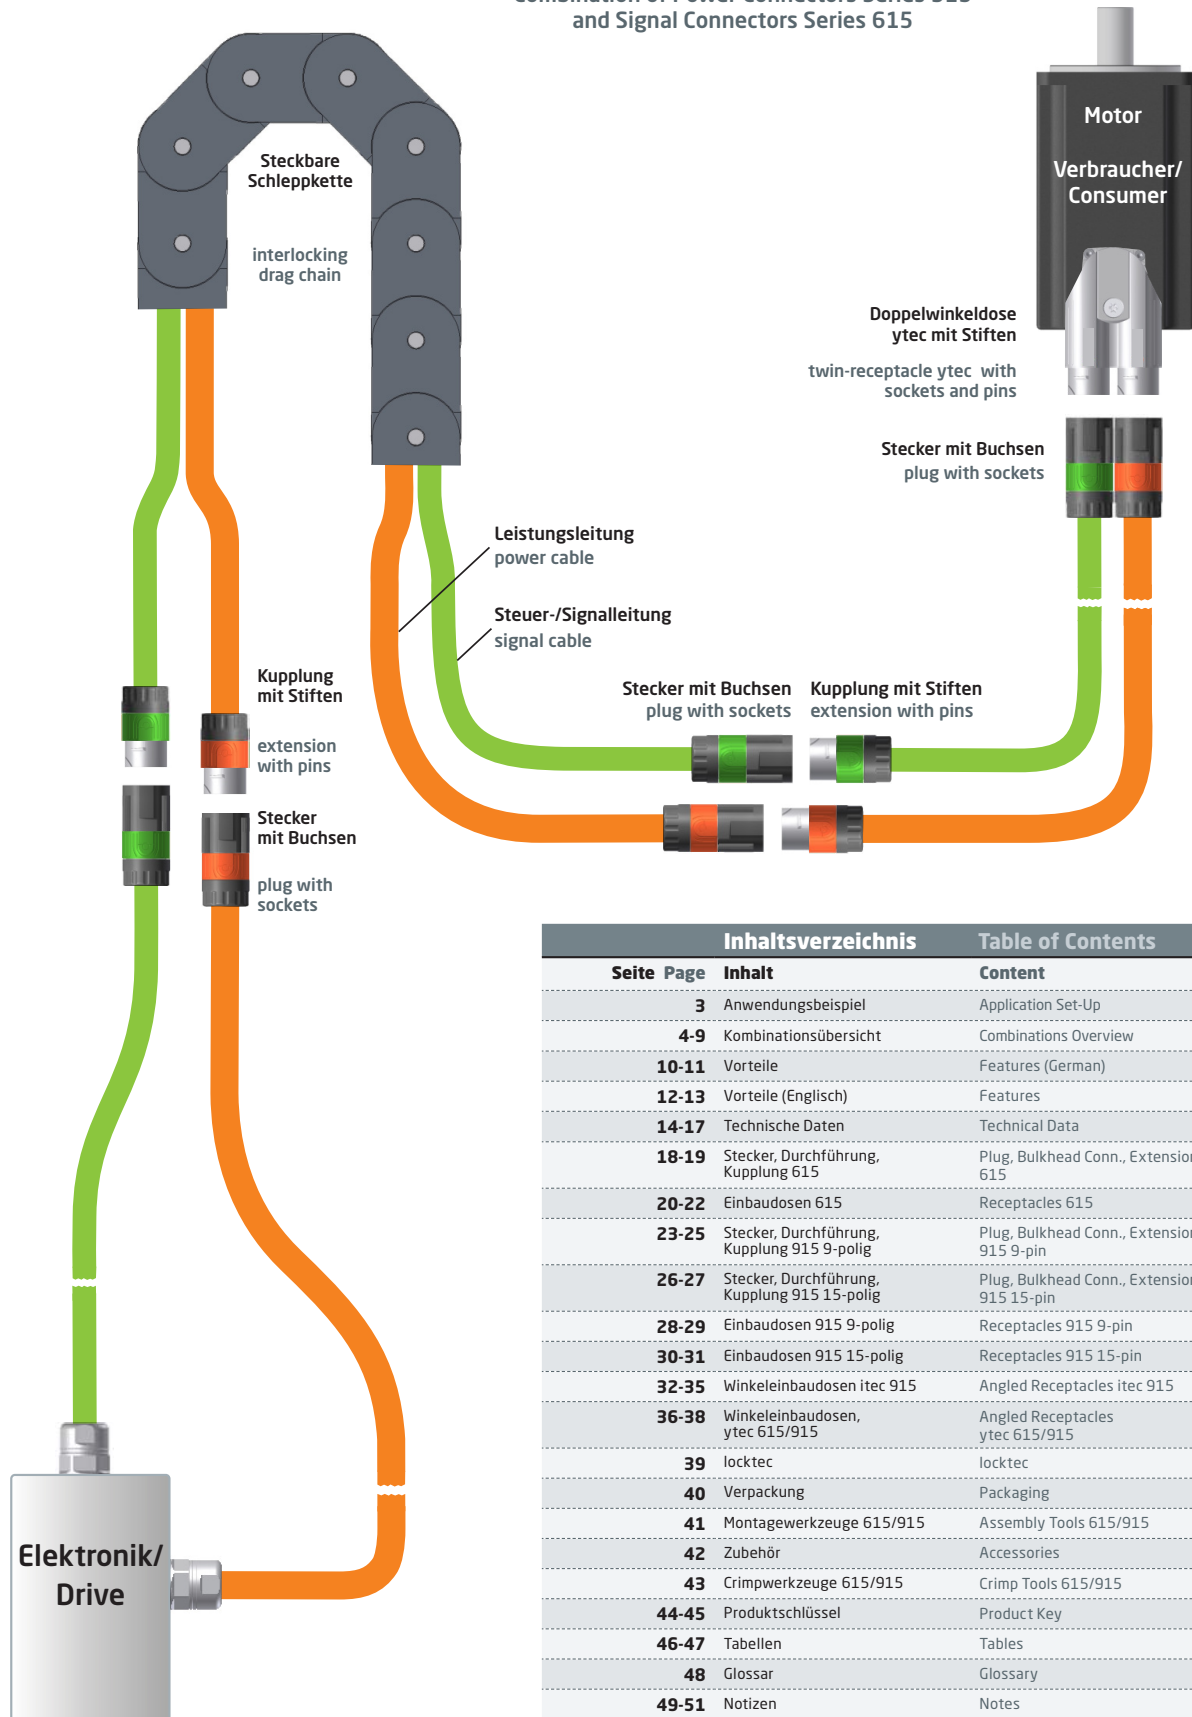 and Signal Connectors Series 615
Motor
Verbraucher/
Consumer
Steckbare
Schleppkette
interlocking
drag chain
Doppelwinkeldose
ytec mit Stiften
twin-receptacle ytec with
sockets and pins
Stecker mit Buchsen
plug with sockets
Leistungsleitung
power cable
Steuer-/Signalleitung
signal cable
Kupplung
mit Stiften
extension
with pins
Stecker mit Buchsen
plug with sockets
Kupplung mit Stiften
extension with pins
Stecker
mit Buchsen
plug with
sockets
Elektronik/
Drive
Inhaltsverzeichnis Table of Contents
Seite Page Inhalt Content
3 Anwendungsbeispiel Application Set-Up
4-9 Kombinationsübersicht Combinations Overview
10-11 Vorteile Features (German)
12-13 Vorteile (Englisch) Features
14-17 Technische Daten Technical Data
18-19 Stecker, Durchführung, Plug, Bulkhead Conn., Extension
Kupplung 615 615
20-22 Einbaudosen 615 Receptacles 615
23-25 Stecker, Durchführung, Plug, Bulkhead Conn., Extension
Kupplung 915 9-polig 915 9-pin
26-27 Stecker, Durchführung, Plug, Bulkhead Conn., Extension
Kupplung 915 15-polig 915 15-pin
28-29 Einbaudosen 915 9-polig Receptacles 915 9-pin
30-31 Einbaudosen 915 15-polig Receptacles 915 15-pin
32-35 Winkeleinbaudosen itec 915 Angled Receptacles itec 915
36-38 Winkeleinbaudosen, Angled Receptacles
ytec 615/915 ytec 615/915
39 locktec locktec
40 Verpackung Packaging
41 Montagewerkzeuge 615/915 Assembly Tools 615/915
42 Zubehör Accessories
43 Crimpwerkzeuge 615/915 Crimp Tools 615/915
44-45 Produktschlüssel Product Key
46-47 Tabellen Tables
48 Glossar Glossary
49-51 Notizen Notes